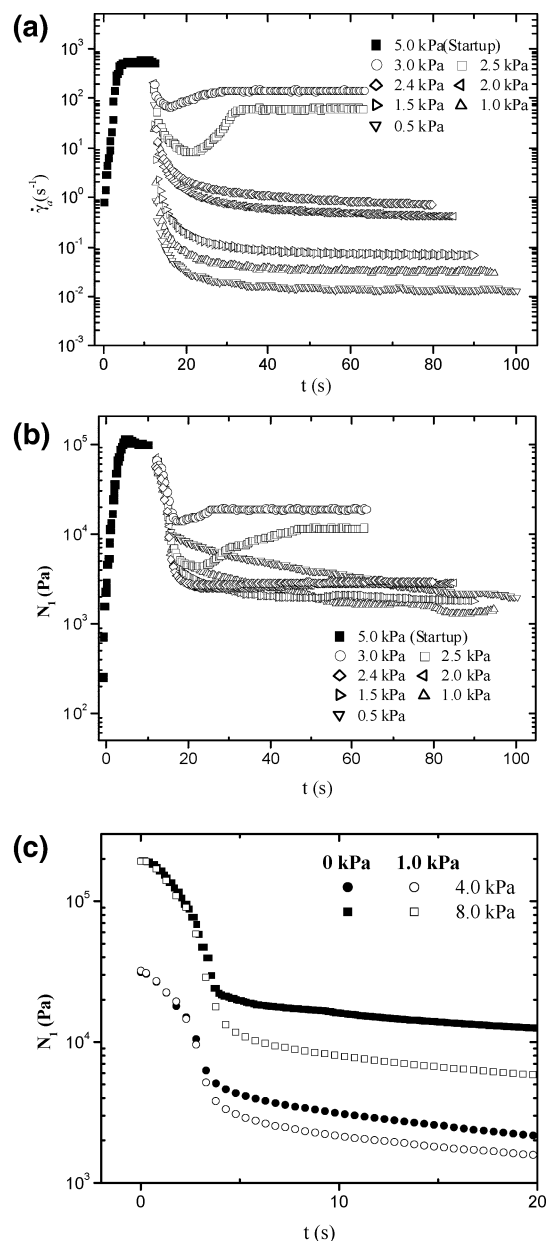 (a)
10³
10²
10¹
10⁰
10⁻¹
10⁻²
10⁻³
γ̇ₐ(s⁻¹)
5.0 kPa (Startup)
3.0 kPa 2.5 kPa
2.4 kPa 2.0 kPa
1.5 kPa 1.0 kPa
0.5 kPa
0 20 40 60 80 100
t (s)
(b)
10⁵
10⁴
10³
10²
N₁ (Pa)
5.0 kPa (Startup)
3.0 kPa 2.5 kPa
2.4 kPa 2.0 kPa
1.5 kPa 1.0 kPa
0.5 kPa
0 20 40 60 80 100
t (s)
(c)
0 kPa 1.0 kPa
4.0 kPa
8.0 kPa
10⁵
10⁴
10³
N₁ (Pa)
0 10 20
t (s)